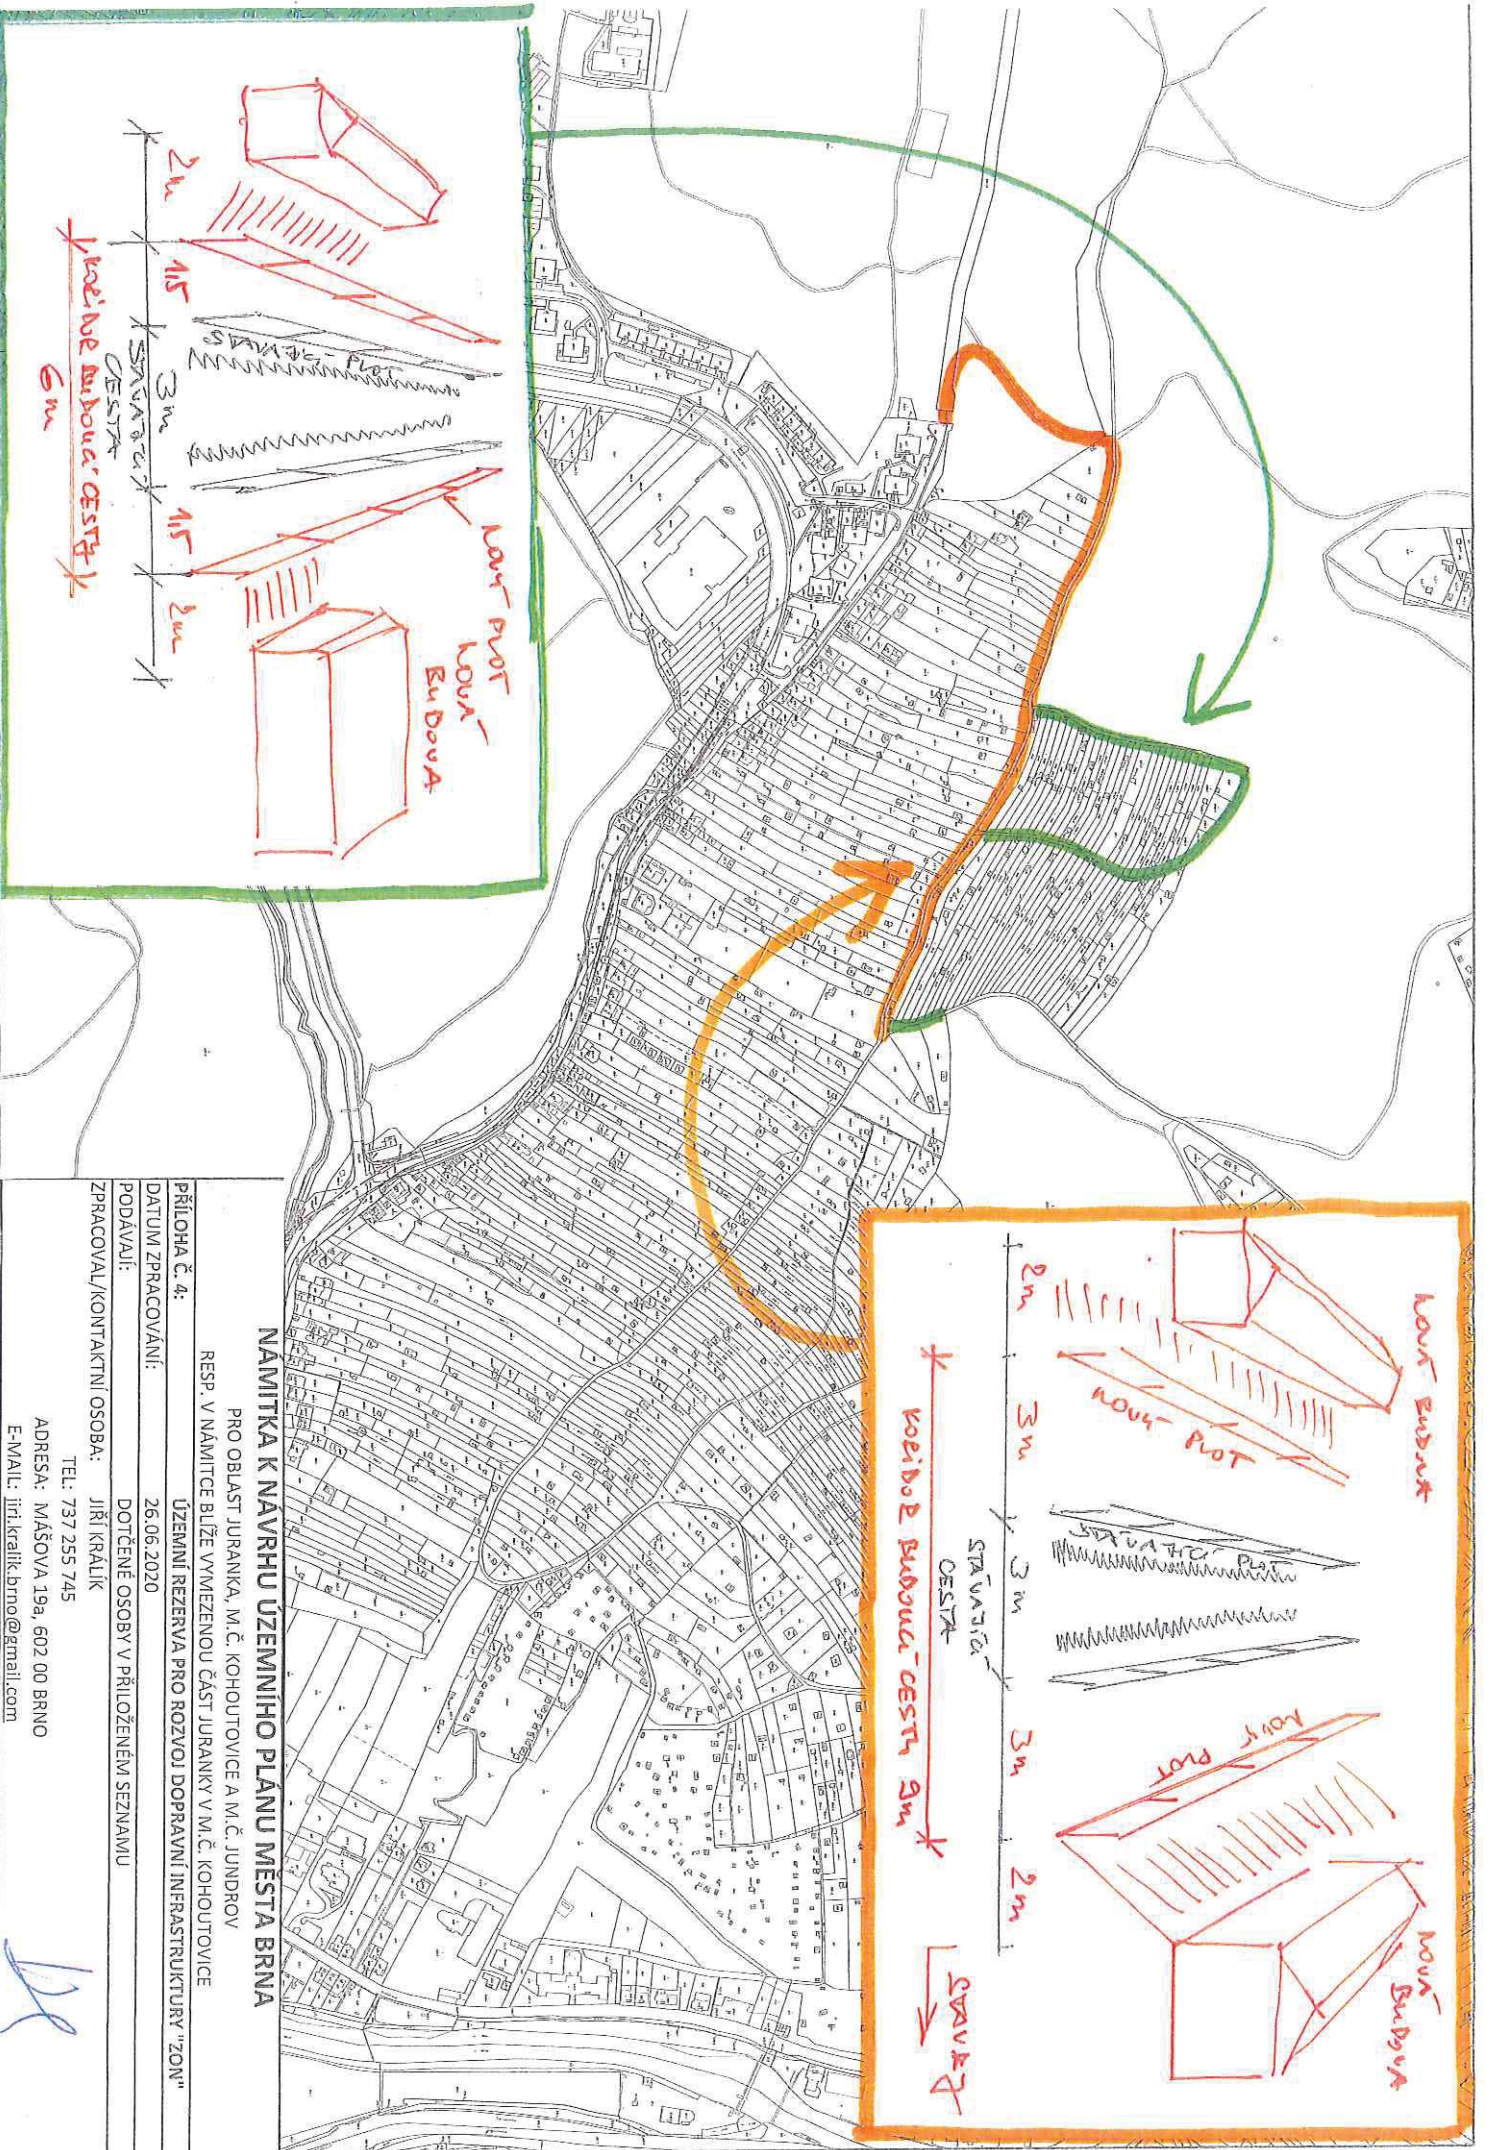 NOVÁ BUDOVA
NOVÝ PLOT
STÁVAJÍCÍ PLOT
NOVÝ PLOT
NOVÁ BUDOVA
2m 3m 3m 3m 2m
STÁVAJÍCÍ
CESTA
KORIDOR BUDOUCÍ CESTY 9m
STAVBY
NOVÝ PLOT
NOVÁ
BUDOVA
STÁVAJÍCÍ-PLOT
2m 1,5 3m 1,5 2m
STÁVAJÍCÍ
CESTA
KORIDOR BUDOUCÍ CESTY
6m
NÁMITKA K NÁVRHU ÚZEMNÍHO PLÁNU MĚSTA BRNA
PRO OBLAST JURANKA, M.Č. KOHOUTOVICE A M.Č. JUNDROV
RESP. V NÁMITCE BLÍŽE VYMEZENOU ČÁST JURANKY V M.Č. KOHOUTOVICE
PŘÍLOHA Č. 4: ÚZEMNÍ REZERVA PRO ROZVOJ DOPRAVNÍ INFRASTRUKTURY "ZON"
DATUM ZPRACOVÁNÍ: 26.06.2020
PODÁVAJÍ: DOTČENÉ OSOBY V PŘILOŽENÉM SEZNAMU
ZPRACOVAL/KONTAKTNÍ OSOBA: JIŘÍ KRÁLÍK
TEL: 737 255 745
ADRESA: MÁŠOVA 19a, 602 00 BRNO
E-MAIL: jiri.kralik.brno@gmail.com